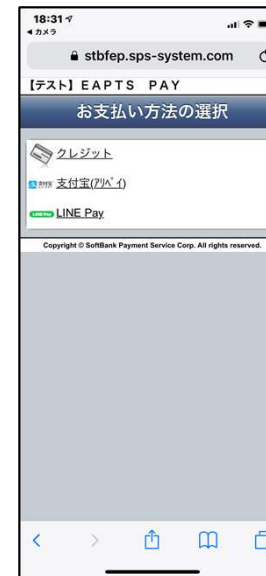 18:31
◀ カメラ
stbfep.sps-system.com
【テスト】EAPTS PAY
お支払い方法の選択
クレジット
支付宝(ｱﾘﾍﾟｲ)
LINE Pay
Copyright © SoftBank Payment Service Corp. All rights reserved.